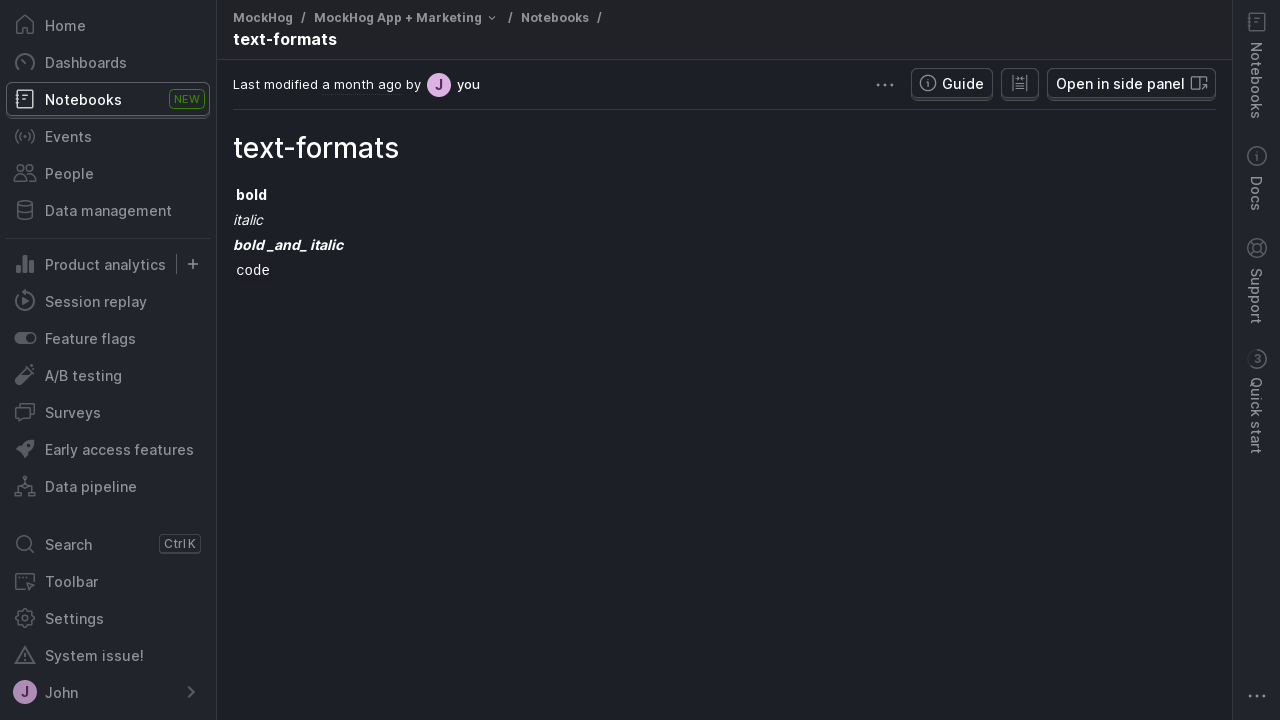 Home
Dashboards
Notebooks NEW
Events
People
Data management
Product analytics
Session replay
Feature flags
A/B testing
Surveys
Early access features
Data pipeline
Search Ctrl K
Toolbar
Settings
System issue!
J John
MockHog / MockHog App + Marketing / Notebooks /
text-formats
Last modified a month ago by J you
Guide
Open in side panel
text-formats
bold
italic
bold _and_ italic
code
Notebooks
Docs
Support
3
Quick start